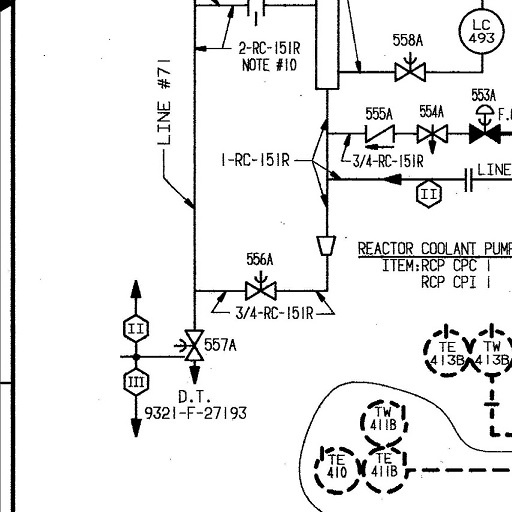 LC
493
558A
2-RC-151R
NOTE #10
LINE #71
553A
555A
554A
F.
3/4-RC-151R
1-RC-151R
LINE
II
REACTOR COOLANT PUMP
ITEM:RCP CPC 1
RCP CPI 1
556A
3/4-RC-151R
II
557A
III
TE
413B
TW
413B
D.T.
9321-F-27193
TW
411B
TE
410
TE
411B